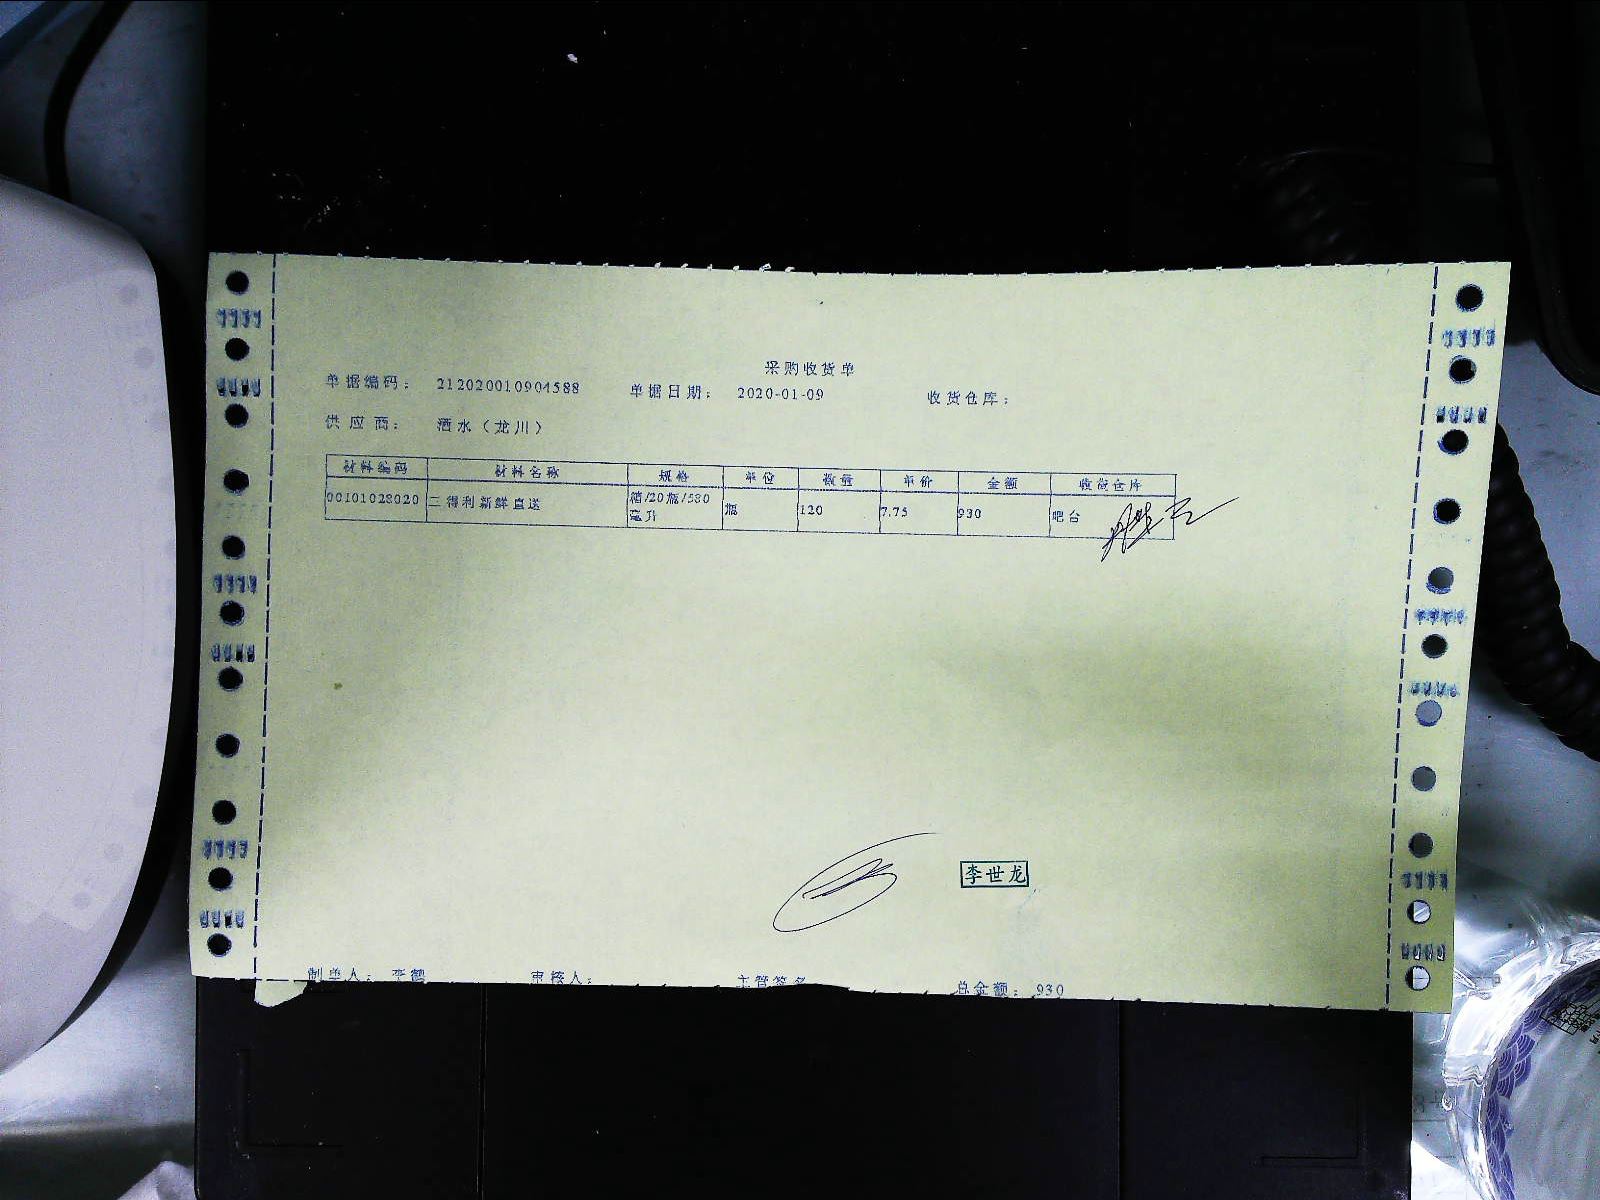 采购收货单
单据编码： 212020010904588 单据日期： 2020-01-09 收货仓库：
供应商： 酒水（龙川）
材料编码 材料名称 规格 单位 数量 单价 金额 收货仓库
00101028020 三得利新鲜直送 箱/20瓶/580毫升 瓶 120 7.75 930 吧台
李世龙
制单人： 李鹤 审核人： 主管签名 总金额： 930